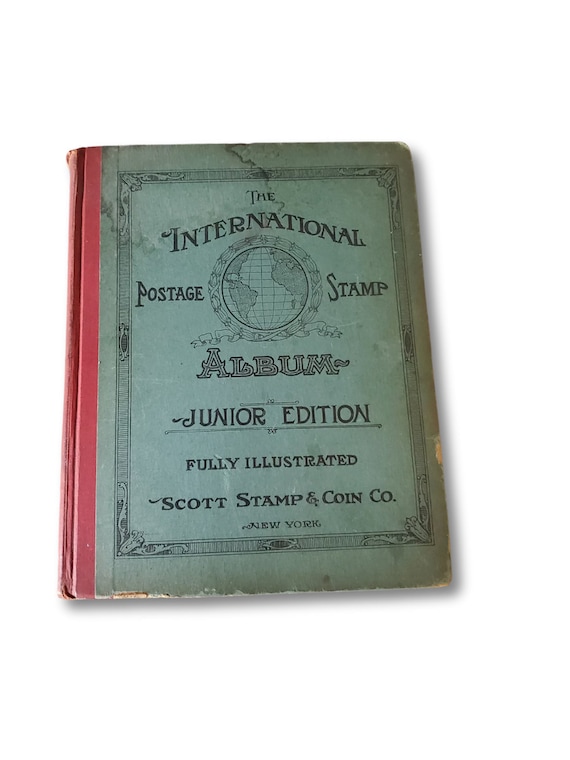 THE
INTERNATIONAL
POSTAGE STAMP
ALBUM
JUNIOR EDITION
FULLY ILLUSTRATED
SCOTT STAMP & COIN CO.
NEW YORK